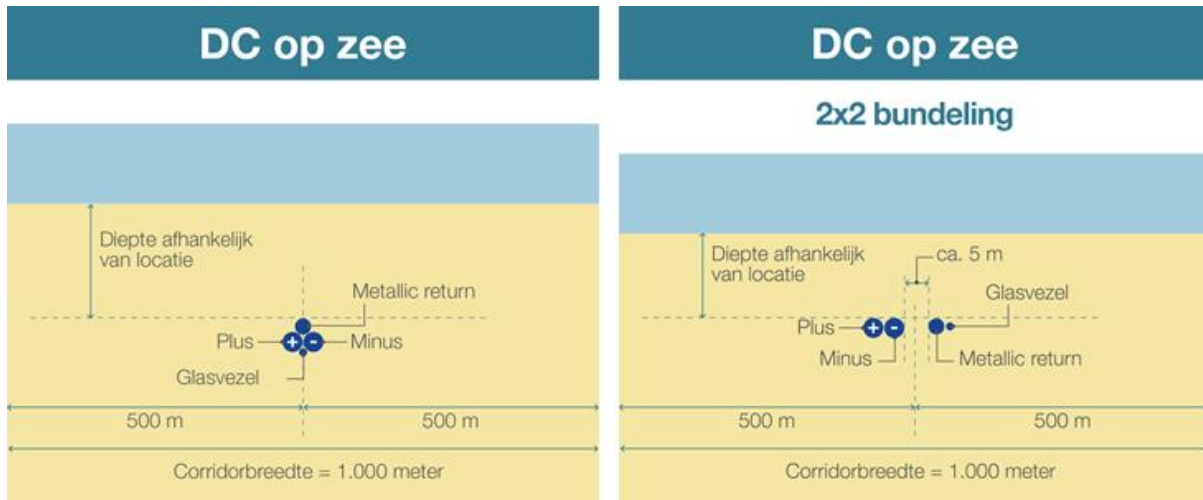 DC op zee
Diepte afhankelijk
van locatie
Metallic return
Plus
+
-
Minus
Glasvezel
500 m
500 m
Corridorbreedte = 1.000 meter
DC op zee
2x2 bundeling
Diepte afhankelijk
van locatie
ca. 5 m
Glasvezel
Plus
+
-
Minus
Metallic return
500 m
500 m
Corridorbreedte = 1.000 meter